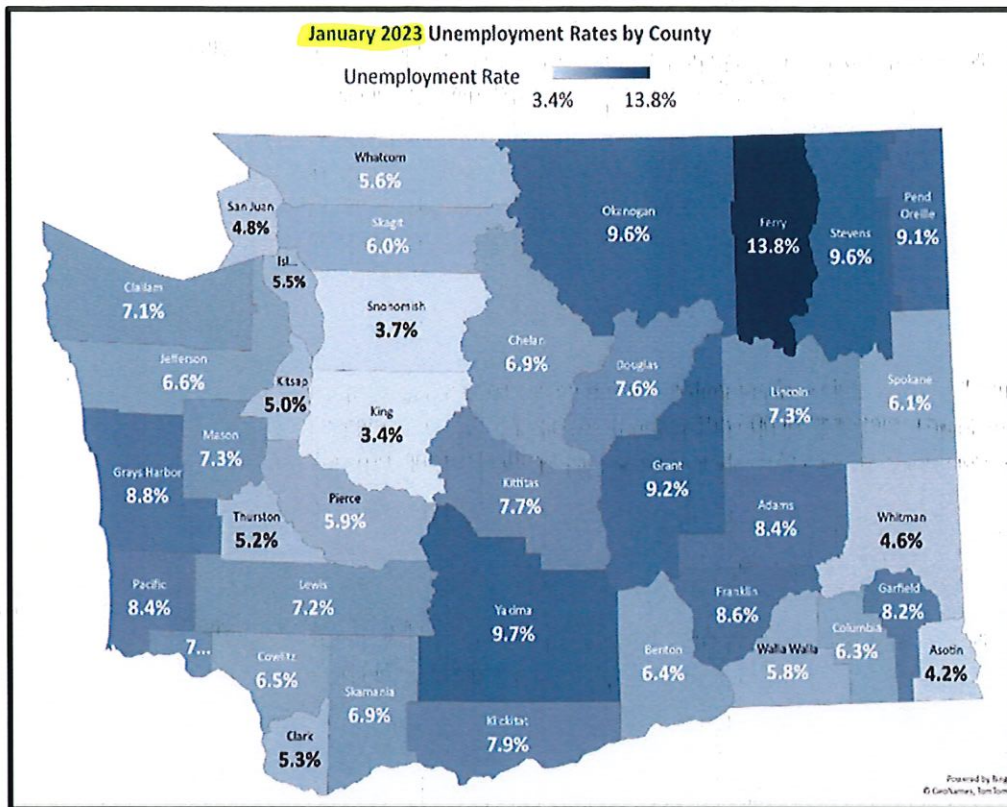 January 2023 Unemployment Rates by County
Unemployment Rate
3.4% 13.8%
Whatcom
5.6%
San Juan
4.8%
Skagit
6.0%
Isl...
5.5%
Okanogan
9.6%
Ferry
13.8%
Stevens
9.6%
Pend
Oreille
9.1%
Clallam
7.1%
Snohomish
3.7%
Chelan
6.9%
Douglas
7.6%
Jefferson
6.6%
Kitsap
5.0%
King
3.4%
Lincoln
7.3%
Spokane
6.1%
Mason
7.3%
Grays Harbor
8.8%
Grant
9.2%
Kittitas
7.7%
Pierce
5.9%
Thurston
5.2%
Adams
8.4%
Whitman
4.6%
Pacific
8.4%
Lewis
7.2%
Yakima
9.7%
Franklin
8.6%
Garfield
8.2%
7...
Cowlitz
6.5%
Skamania
6.9%
Benton
6.4%
Walla Walla
5.8%
Columbia
6.3%
Asotin
4.2%
Clark
5.3%
Klickitat
7.9%
Powered by Bing
© GeoNames, TomTom